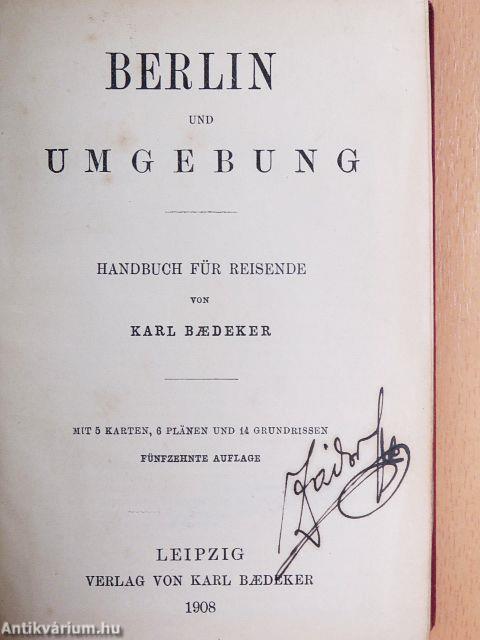 BERLIN
UND
UMGEBUNG
HANDBUCH FÜR REISENDE
VON
KARL BÆDEKER
MIT 5 KARTEN, 6 PLÄNEN UND 14 GRUNDRISSEN
FÜNFZEHNTE AUFLAGE
LEIPZIG
VERLAG VON KARL BÆDEKER
1908
Antikvárium.hu